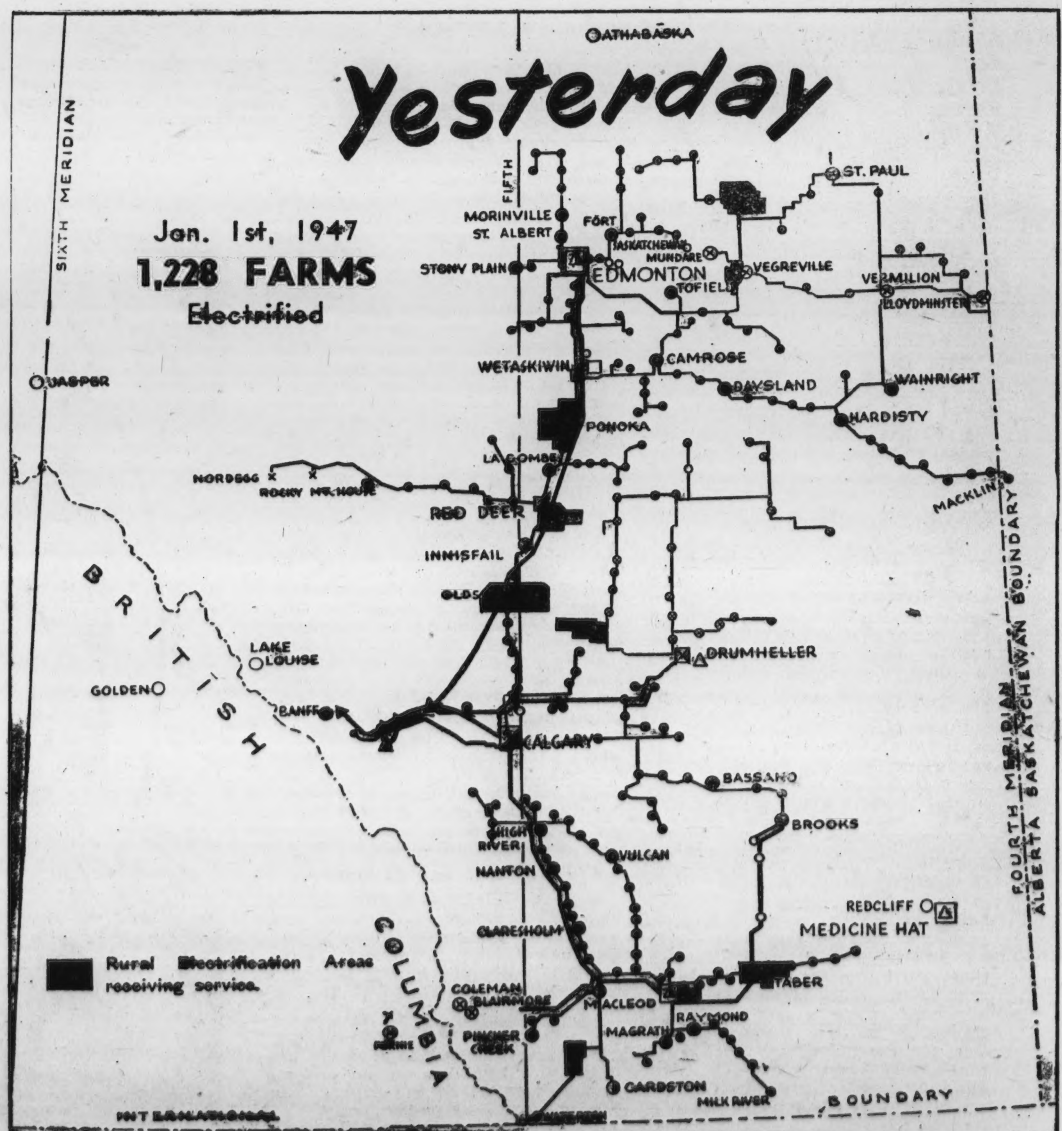 ATHABASKA
Yesterday
SIXTH MERIDIAN
FIFTH
Jan. 1st, 1947
1,228 FARMS
Electrified
ST. PAUL
MORINVILLE
ST. ALBERT
FORT
SASKATCHEWAN
MUNDARE
STONY PLAIN
EDMONTON
TOFIELD
VEGREVILLE
VERMILION
LLOYDMINSTER
JASPER
WETASKIWIN
CAMROSE
DAYSLAND
WAINRIGHT
HARDISTY
PONOKA
LACOMBE
NORDEGG
ROCKY MT. HOUSE
RED DEER
MACKLIN
INNISFAIL
OLDS
BRITISH
LAKE
LOUISE
GOLDEN
DRUMHELLER
BANFF
CALGARY
BASSANO
BROOKS
HIGH
RIVER
VULCAN
NANTON
FOURTH MERIDIAN
ALBERTA SASKATCHEWAN BOUNDARY
REDCLIFF
MEDICINE HAT
CLARESHOLM
COLUMBIA
Rural Electrification Areas
receiving service.
COLEMAN
BLAIRMORE
MACLEOD
TABER
RAYMOND
MAGRATH
FERNIE
PINCHER
CREEK
CARDSTON
MILK RIVER
INTERNATIONAL
BOUNDARY